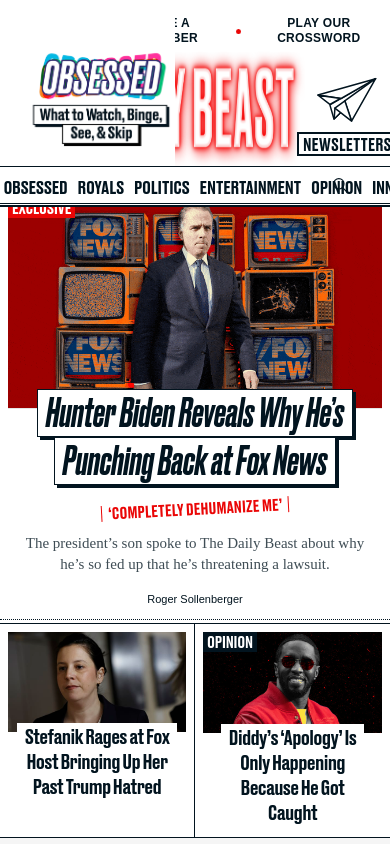 E A
BER
PLAY OUR
CROSSWORD
OBSESSED
What to Watch, Binge,
See, & Skip
Y BEAST
NEWSLETTERS
OBSESSED ROYALS POLITICS ENTERTAINMENT OPINION INN
EXCLUSIVE
FOX
NEWS
FOX
NEWS
FOX
NEWS
FOX
NEWS
Hunter Biden Reveals Why He’s
Punching Back at Fox News
‘COMPLETELY DEHUMANIZE ME’
The president’s son spoke to The Daily Beast about why
he’s so fed up that he’s threatening a lawsuit.
Roger Sollenberger
Stefanik Rages at Fox
Host Bringing Up Her
Past Trump Hatred
OPINION
Diddy’s ‘Apology’ Is
Only Happening
Because He Got
Caught